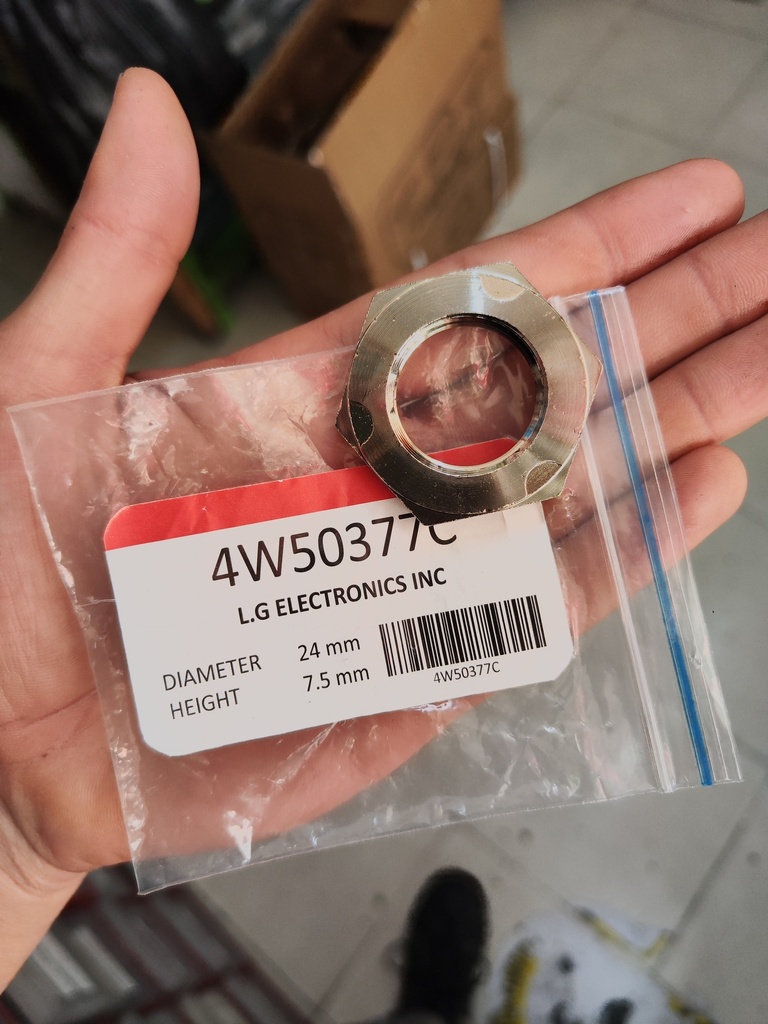 4W50377C
L.G ELECTRONICS INC
DIAMETER 24 mm
HEIGHT 7.5 mm
4W50377C